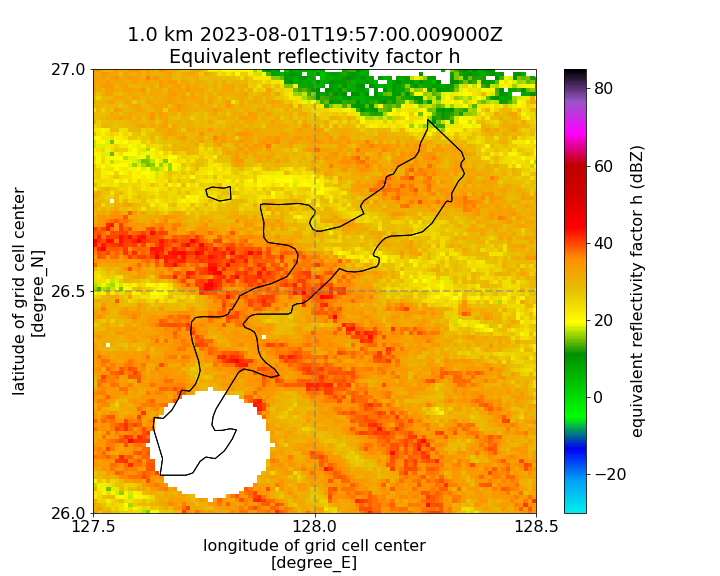 1.0 km 2023-08-01T19:57:00.009000Z
Equivalent reflectivity factor h
27.0
26.5
26.0
127.5
128.0
128.5
latitude of grid cell center
[degree_N]
longitude of grid cell center
[degree_E]
80
60
40
20
0
−20
equivalent reflectivity factor h (dBZ)